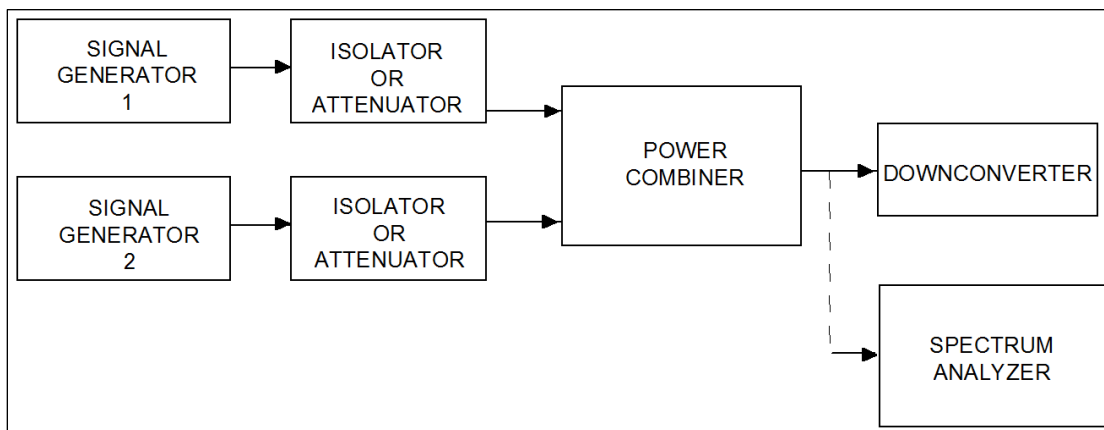 SIGNAL
GENERATOR
1
ISOLATOR
OR
ATTENUATOR
POWER
COMBINER
DOWNCONVERTER
SIGNAL
GENERATOR
2
ISOLATOR
OR
ATTENUATOR
SPECTRUM
ANALYZER